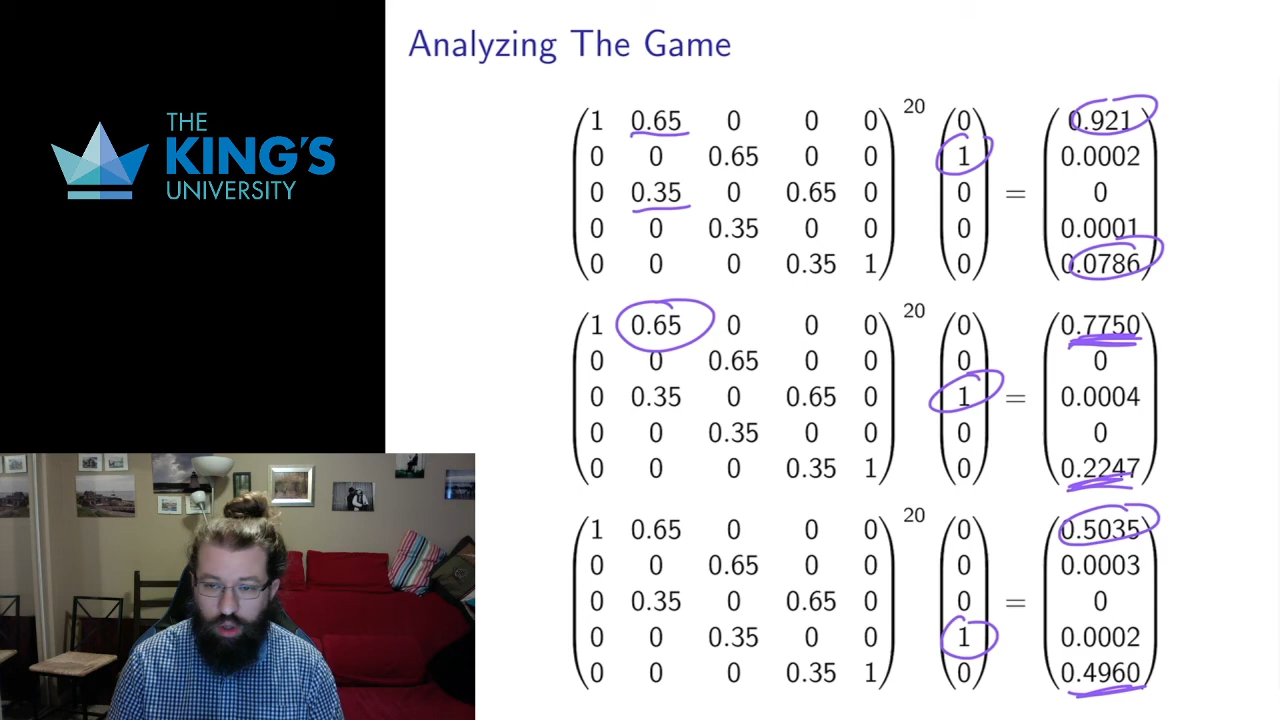 THE
KING'S
UNIVERSITY
Analyzing The Game
1 0.65 0 0 0
0 0 0.65 0 0
0 0.35 0 0.65 0
0 0 0.35 0 0
0 0 0 0.35 1
20
0
1
0
0
0
=
0.921
0.0002
0
0.0001
0.0786
1 0.65 0 0 0
0 0 0.65 0 0
0 0.35 0 0.65 0
0 0 0.35 0 0
0 0 0 0.35 1
20
0
0
1
0
0
=
0.7750
0
0.0004
0
0.2247
1 0.65 0 0 0
0 0 0.65 0 0
0 0.35 0 0.65 0
0 0 0.35 0 0
0 0 0 0.35 1
20
0
0
0
1
0
=
0.5035
0.0003
0
0.0002
0.4960